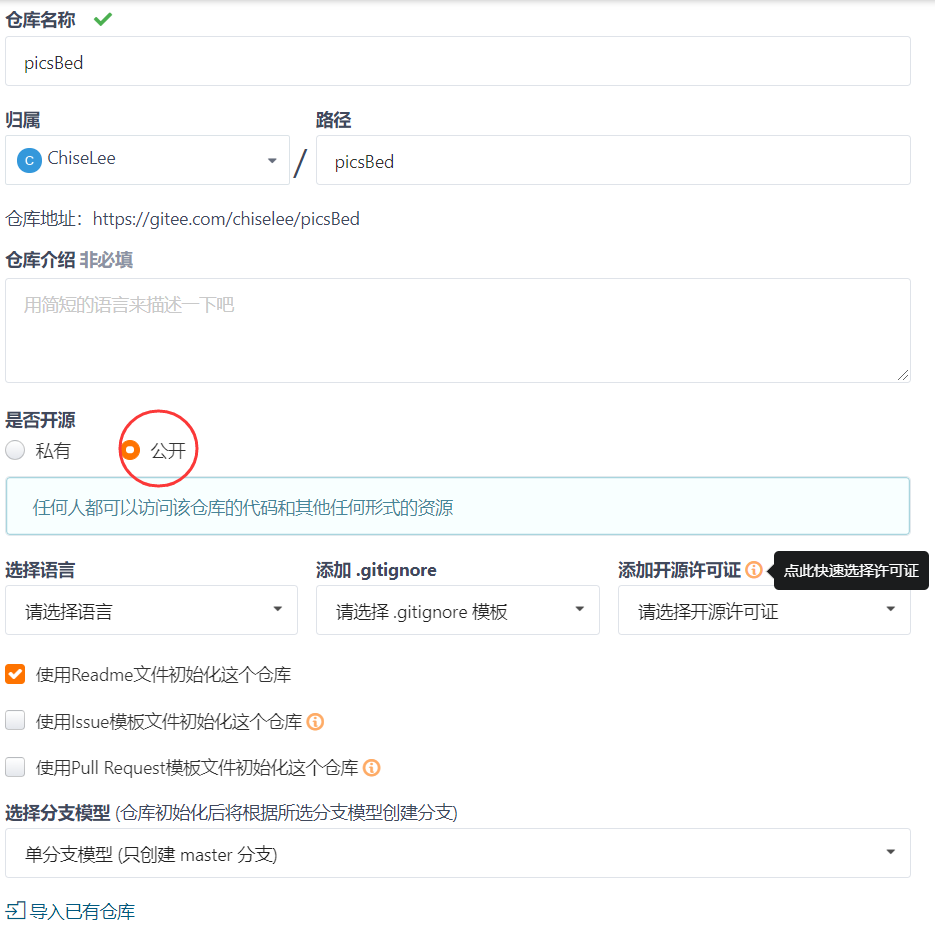 仓库名称
picsBed
归属 路径
C ChiseLee / picsBed
仓库地址：https://gitee.com/chiselee/picsBed
仓库介绍 非必填
用简短的语言来描述一下吧
是否开源
私有 公开
任何人都可以访问该仓库的代码和其他任何形式的资源
选择语言 添加 .gitignore 添加开源许可证 点此快速选择许可证
请选择语言 请选择 .gitignore 模板 请选择开源许可证
使用Readme文件初始化这个仓库
使用Issue模板文件初始化这个仓库
使用Pull Request模板文件初始化这个仓库
选择分支模型 (仓库初始化后将根据所选分支模型创建分支)
单分支模型 (只创建 master 分支)
导入已有仓库